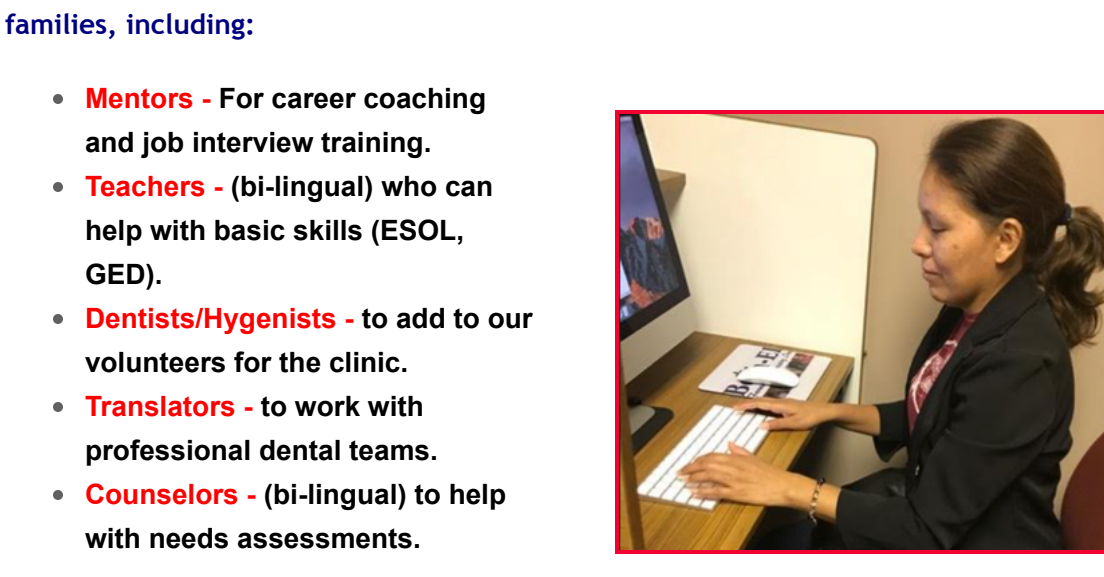 families, including:
Mentors - For career coaching
and job interview training.
Teachers - (bi-lingual) who can
help with basic skills (ESOL,
GED).
Dentists/Hygenists - to add to our
volunteers for the clinic.
Translators - to work with
professional dental teams.
Counselors - (bi-lingual) to help
with needs assessments.